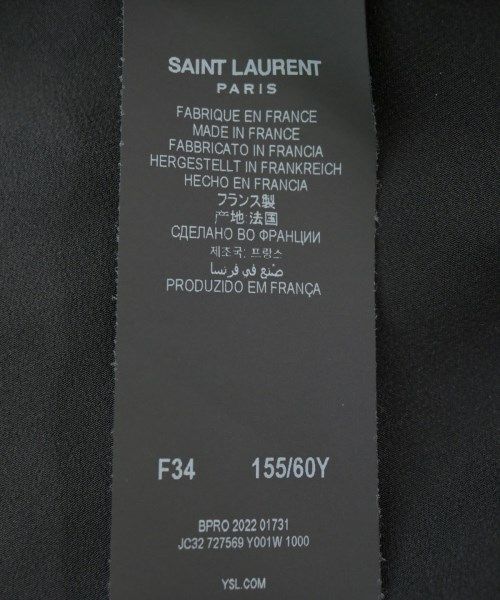 SAINT LAURENT
PARIS
FABRIQUE EN FRANCE
MADE IN FRANCE
FABBRICATO IN FRANCIA
HERGESTELLT IN FRANKREICH
HECHO EN FRANCIA
フランス製
产地:法国
СДЕЛАНО ВО ФРАНЦИИ
제조국: 프랑스
صنع في فرنسا
PRODUZIDO EM FRANÇA
F34 155/60Y
BPRO 2022 01731
JC32 727569 Y001W 1000
YSL.COM